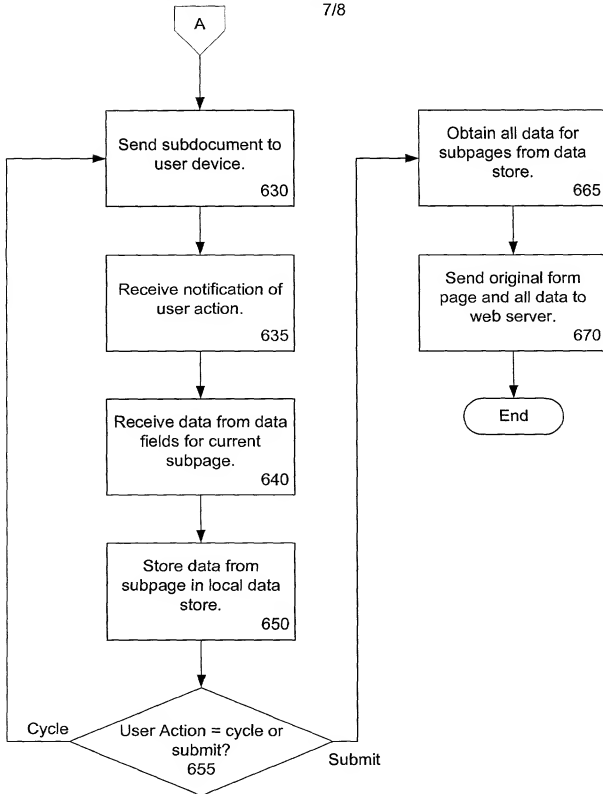 7/8
A
Send subdocument to
user device.
630
Receive notification of
user action.
635
Receive data from data
fields for current
subpage.
640
Store data from
subpage in local data
store.
650
User Action = cycle or
submit?
655
Cycle
Submit
Obtain all data for
subpages from data
store.
665
Send original form
page and all data to
web server.
670
End